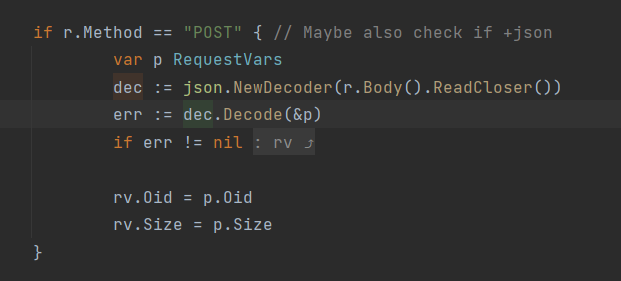 if r.Method == "POST" { // Maybe also check if +json
var p RequestVars
dec := json.NewDecoder(r.Body().ReadCloser())
err := dec.Decode(&p)
if err != nil : rv ⤴
rv.Oid = p.Oid
rv.Size = p.Size
}